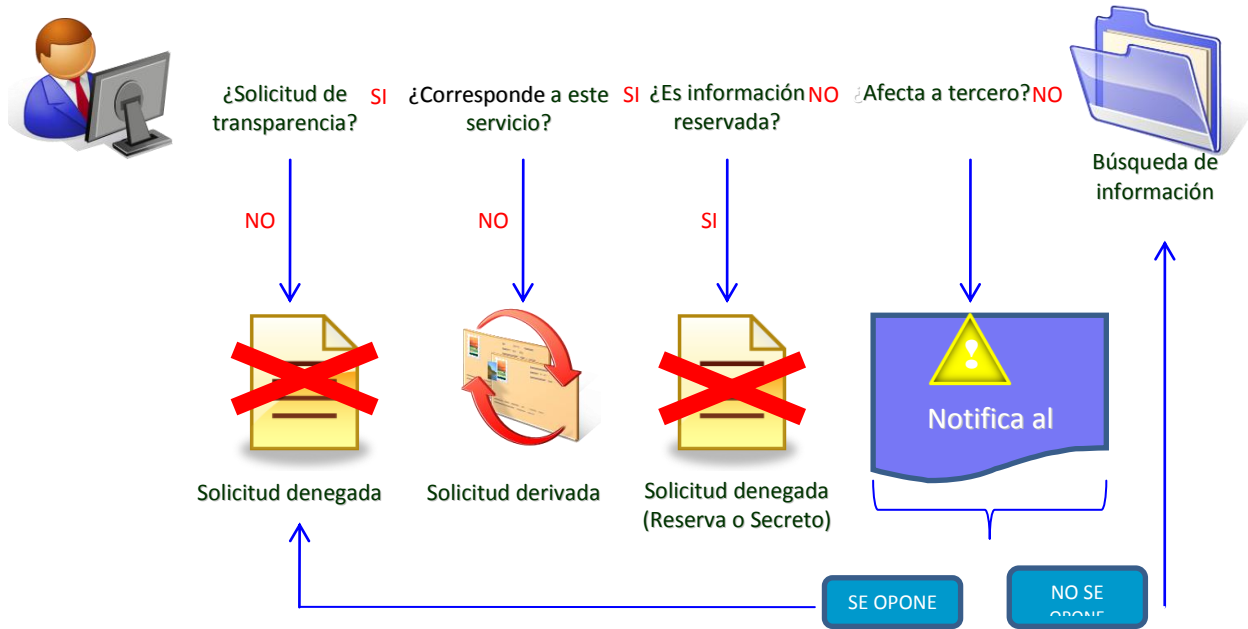 ¿Solicitud de
transparencia?
SI
¿Corresponde a este
servicio?
SI
¿Es información
reservada?
NO
¿Afecta a tercero?
NO
Búsqueda de
información
NO
NO
SI
Notifica al
Solicitud denegada
Solicitud derivada
Solicitud denegada
(Reserva o Secreto)
SE OPONE
NO SE
OPONE